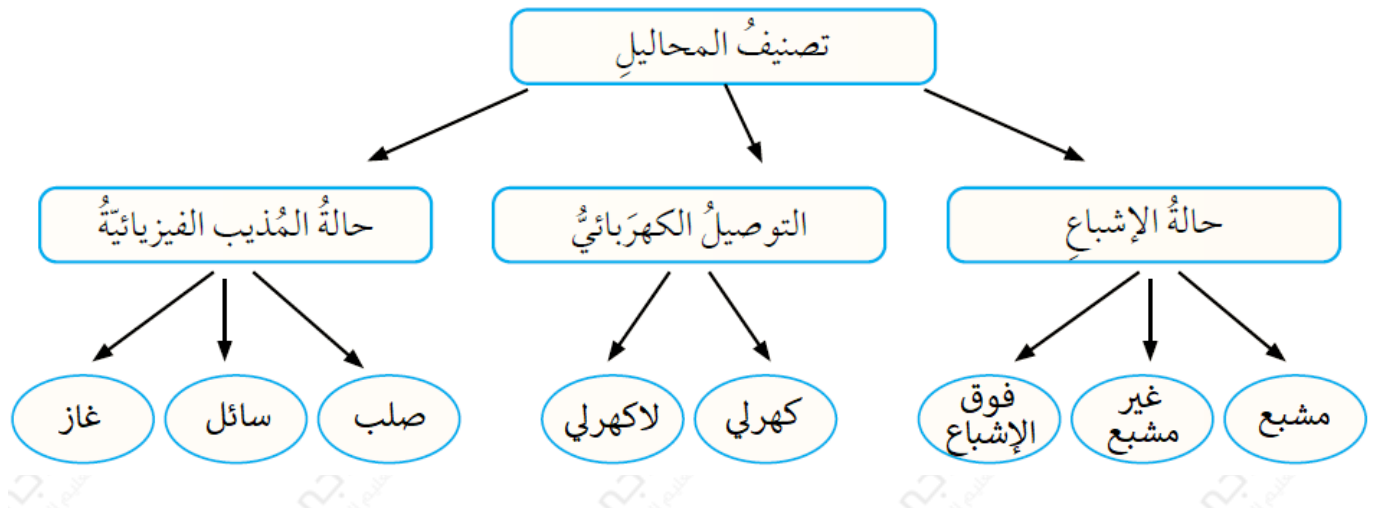 تصنيفُ المحاليلِ
حالةُ الإشباعِ
التوصيلُ الكهرَبائيُّ
حالةُ المُذيب الفيزيائيّةُ
مشبع
غير
مشبع
فوق
الإشباع
كهرلي
لاكهرلي
صلب
سائل
غاز